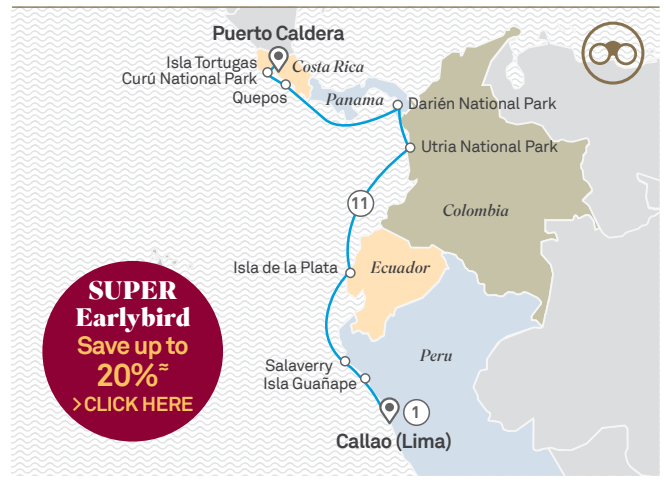 Puerto Caldera
Isla Tortugas
Curú National Park
Costa Rica
Quepos
Panama
Darién National Park
Utria National Park
11
Colombia
Isla de la Plata
Ecuador
SUPER
Earlybird
Save up to
20%≈
>CLICK HERE
Peru
Salaverry
Isla Guañape
1
Callao (Lima)